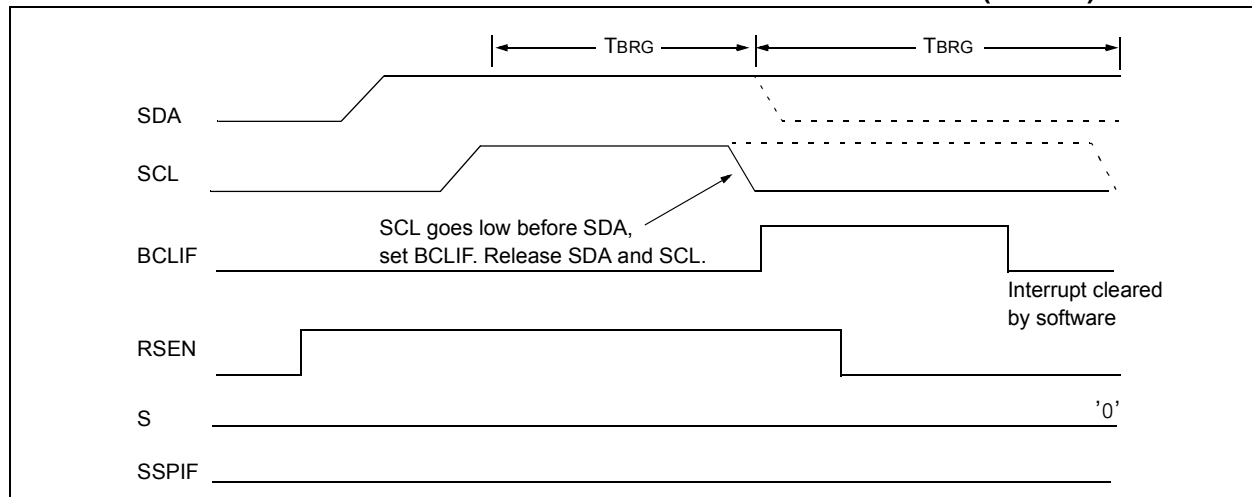 TBRG TBRG
SDA
SCL
SCL goes low before SDA,
set BCLIF. Release SDA and SCL.
BCLIF
Interrupt cleared
by software
RSEN
S '0'
SSPIF